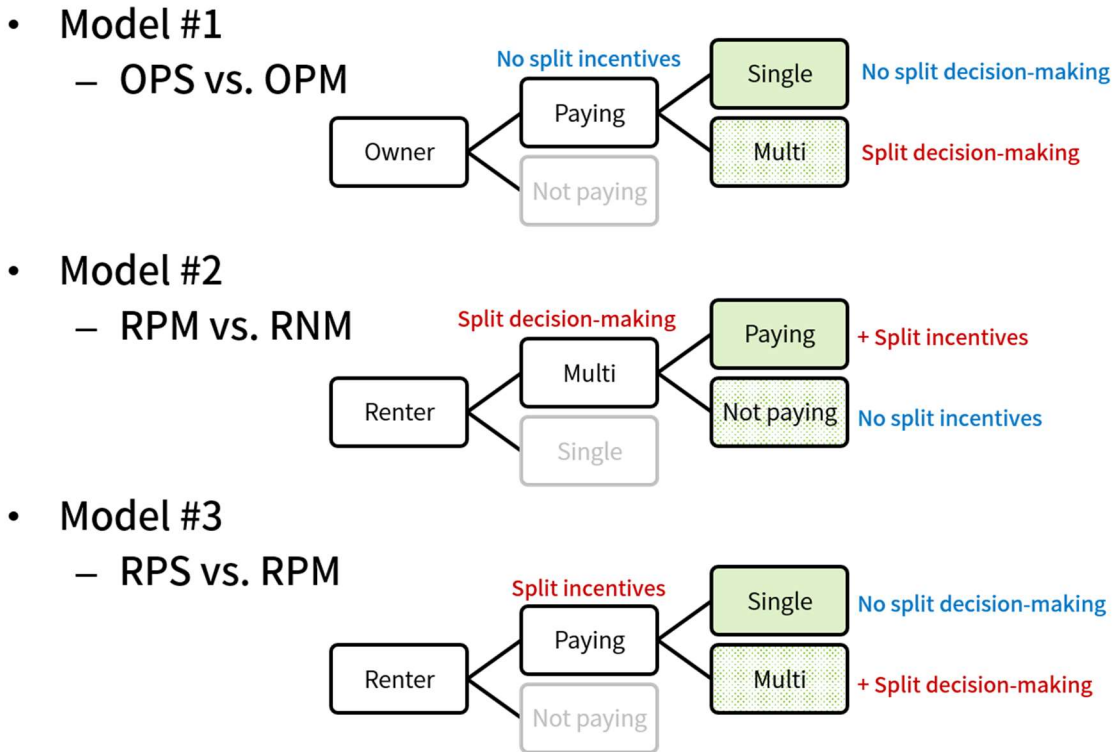 • Model #1
– OPS vs. OPM
No split incentives
Owner
Paying
Not paying
Single
No split decision-making
Multi
Split decision-making
• Model #2
– RPM vs. RNM
Split decision-making
Renter
Multi
Single
Paying
+ Split incentives
Not paying
No split incentives
• Model #3
– RPS vs. RPM
Split incentives
Renter
Paying
Not paying
Single
No split decision-making
Multi
+ Split decision-making